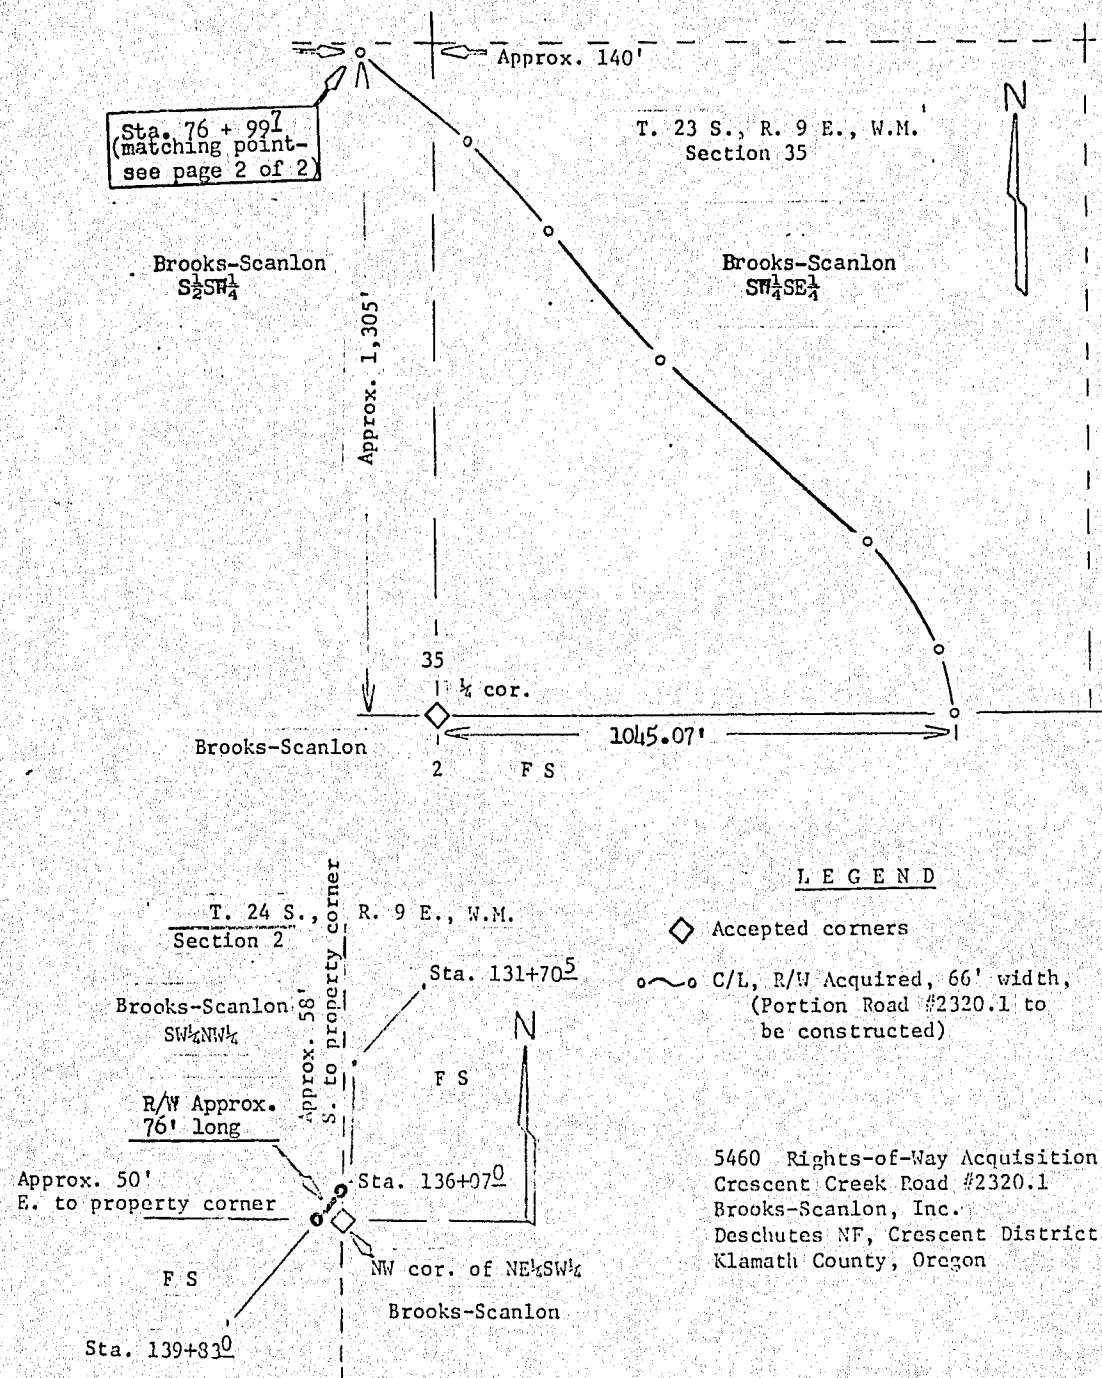 Approx. 140'
N
Sta. 76 + 99⁷
(matching point-
see page 2 of 2)
T. 23 S., R. 9 E., W.M.
Section 35
Brooks-Scanlon
S½SW¼
Brooks-Scanlon
SW¼SE¼
Approx. 1,305'
35
¼ cor.
1045.07'
Brooks-Scanlon
2
F S
L E G E N D
Accepted corners
C/L, R/W Acquired, 66' width,
(Portion Road #2320.1 to
be constructed)
T. 24 S., R. 9 E., W.M.
Section 2
Sta. 131+70⁵
Brooks-Scanlon
SW¼NW¼
Approx. 58'
S. to property corner
N
F S
R/W Approx.
76' long
Approx. 50'
E. to property corner
Sta. 136+07⁰
NW cor. of NE¼SW¼
F S
Brooks-Scanlon
Sta. 139+83⁰
5460 Rights-of-Way Acquisition
Crescent Creek Road #2320.1
Brooks-Scanlon, Inc.
Deschutes NF, Crescent District
Klamath County, Oregon